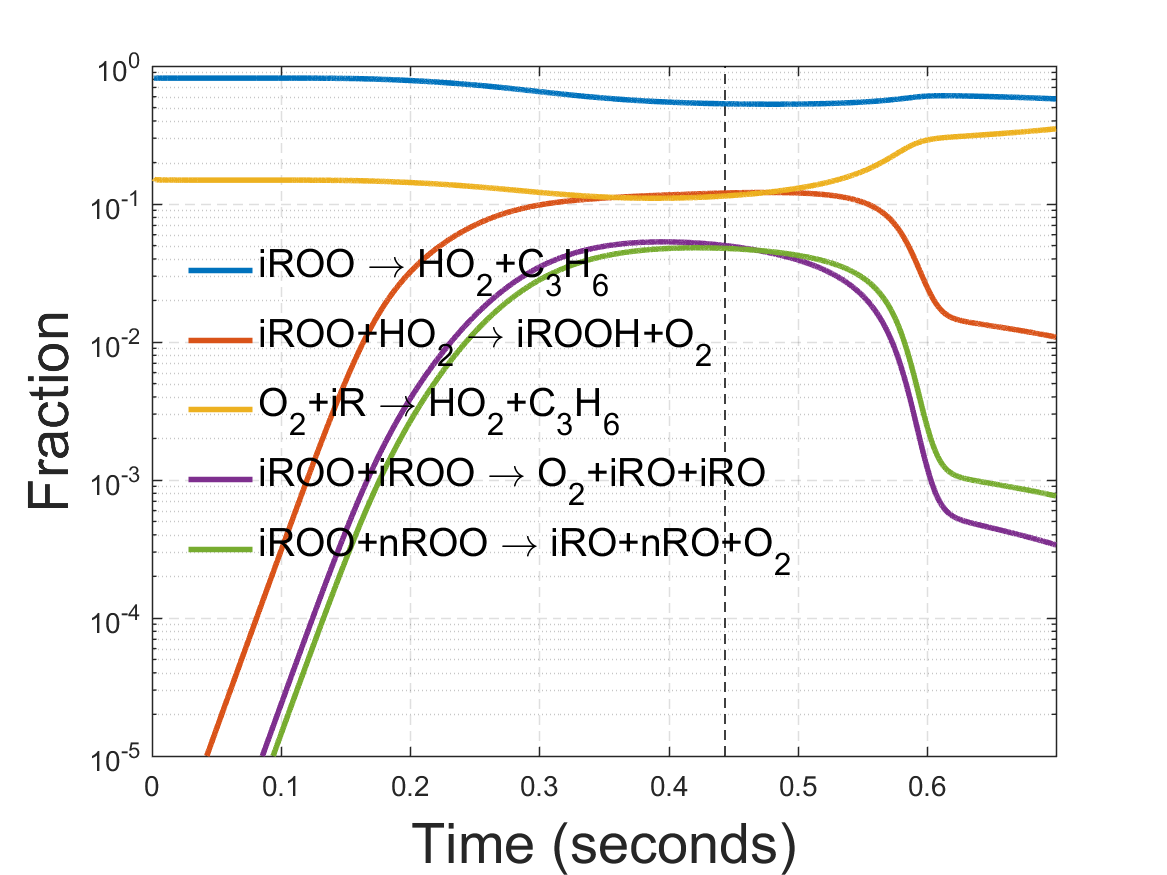 10⁰
10⁻¹
10⁻²
10⁻³
10⁻⁴
10⁻⁵
Fraction
iROO → HO₂+C₃H₆
iROO+HO₂ → iROOH+O₂
O₂+iR → HO₂+C₃H₆
iROO+iROO → O₂+iRO+iRO
iROO+nROO → iRO+nRO+O₂
0 0.1 0.2 0.3 0.4 0.5 0.6
Time (seconds)